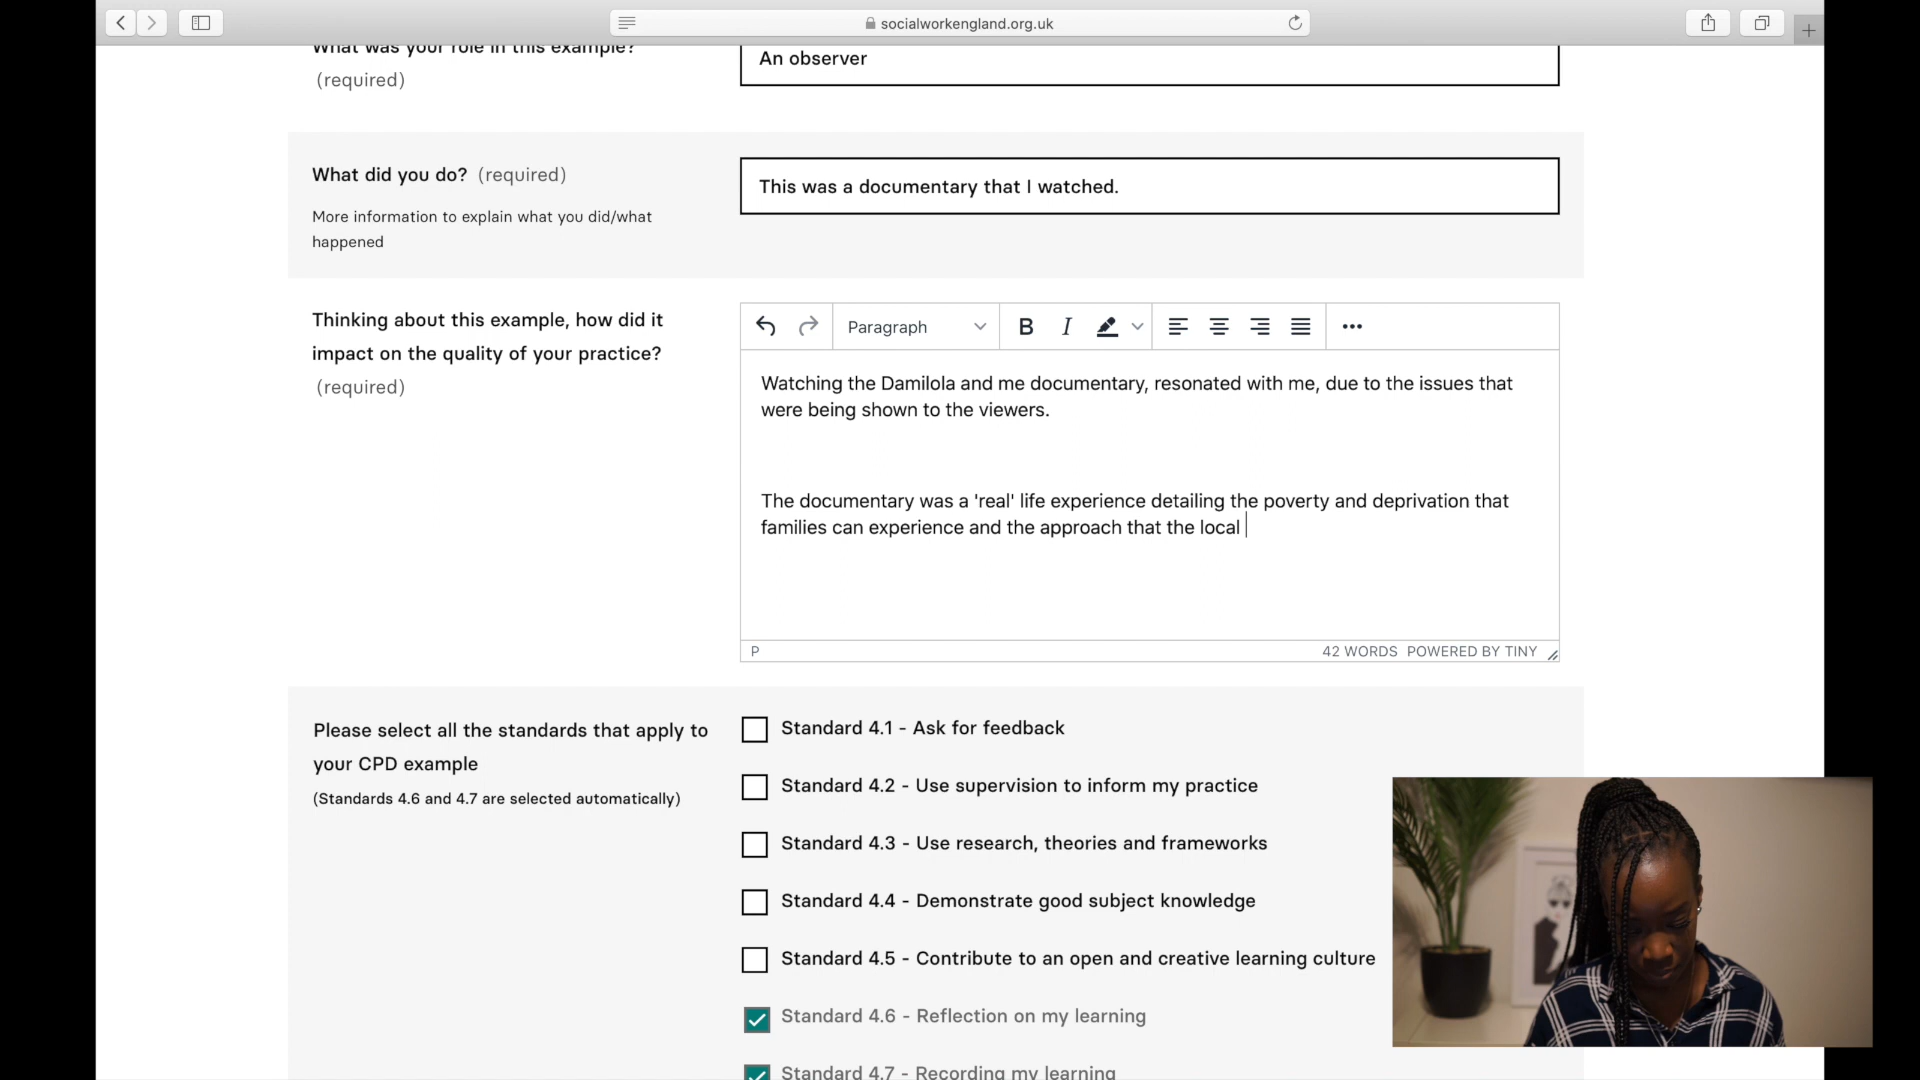 socialworkengland.org.uk
What was your role in this example?
(required)
An observer
What did you do? (required)
More information to explain what you did/what
happened
This was a documentary that I watched.
Thinking about this example, how did it
impact on the quality of your practice?
(required)
Paragraph
B I
Watching the Damilola and me documentary, resonated with me, due to the issues that
were being shown to the viewers.
The documentary was a 'real' life experience detailing the poverty and deprivation that
families can experience and the approach that the local
P
42 WORDS POWERED BY TINY
Please select all the standards that apply to
your CPD example
(Standards 4.6 and 4.7 are selected automatically)
Standard 4.1 - Ask for feedback
Standard 4.2 - Use supervision to inform my practice
Standard 4.3 - Use research, theories and frameworks
Standard 4.4 - Demonstrate good subject knowledge
Standard 4.5 - Contribute to an open and creative learning culture
Standard 4.6 - Reflection on my learning
Standard 4.7 - Recording my learning